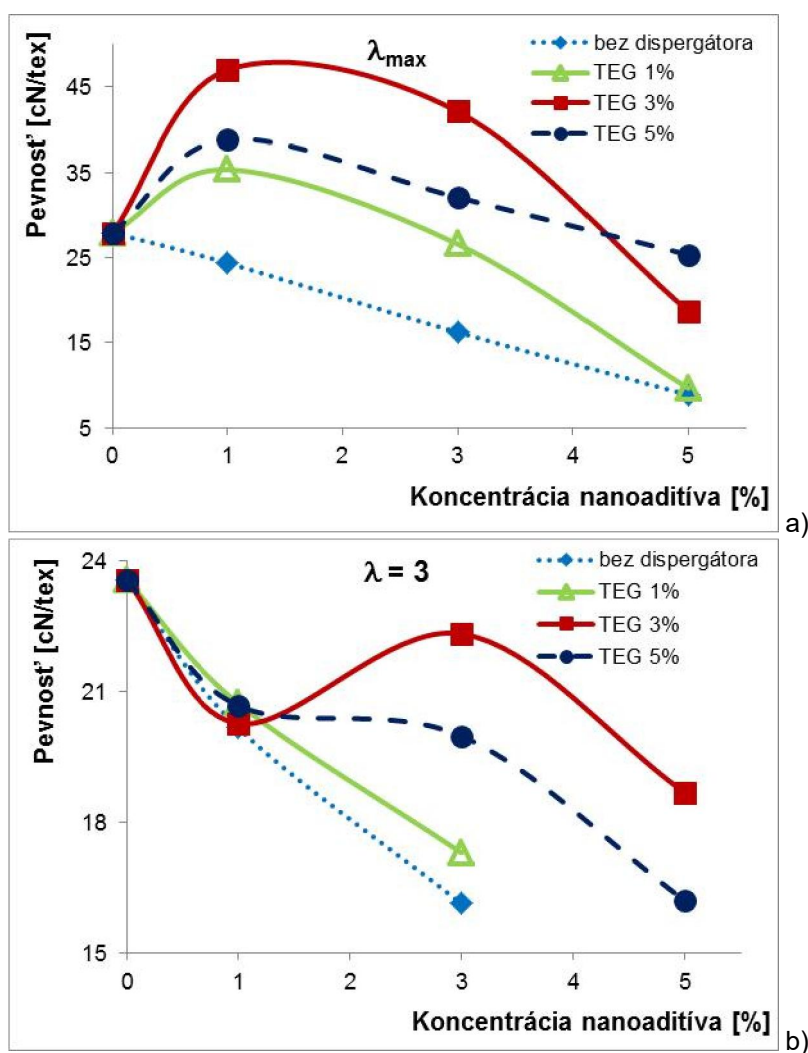 λmax
bez dispergátora
TEG 1%
TEG 3%
TEG 5%
Pevnosť [cN/tex]
45
35
25
15
5
0 1 2 3 4 5
Koncentrácia nanoaditíva [%]
a)
λ = 3
bez dispergátora
TEG 1%
TEG 3%
TEG 5%
Pevnosť [cN/tex]
24
21
18
15
0 1 2 3 4 5
Koncentrácia nanoaditíva [%]
b)